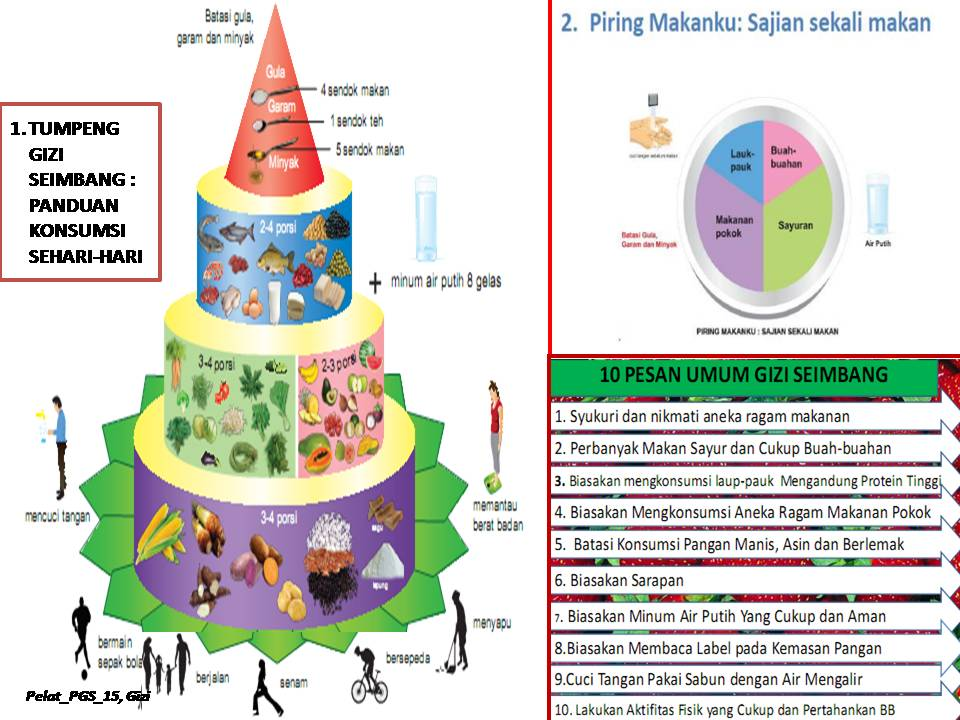 Batasi gula,
garam dan minyak
Gula
4 sendok makan
Garam
1 sendok teh
5 sendok makan
Minyak
1. TUMPENG
GIZI
SEIMBANG :
PANDUAN
KONSUMSI
SEHARI-HARI
2-4 porsi
+ minum air putih 8 gelas
3-4 porsi
2-3 porsi
3-4 porsi
sagu
tepung
mencuci tangan
memantau
berat badan
bermain
sepak bola
berjalan
senam
bersepeda
menyapu
Pelat_PGS_15, Gizi
2. Piring Makanku: Sajian sekali makan
Lauk-
pauk
Buah-
buahan
Makanan
pokok
Sayuran
Batasi Gula,
Garam dan Minyak
Air Putih
PIRING MAKANKU : SAJIAN SEKALI MAKAN
10 PESAN UMUM GIZI SEIMBANG
1. Syukuri dan nikmati aneka ragam makanan
2. Perbanyak Makan Sayur dan Cukup Buah-buahan
3. Biasakan mengkonsumsi laup-pauk Mengandung Protein Tinggi
4. Biasakan Mengkonsumsi Aneka Ragam Makanan Pokok
5. Batasi Konsumsi Pangan Manis, Asin dan Berlemak
6. Biasakan Sarapan
7. Biasakan Minum Air Putih Yang Cukup dan Aman
8.Biasakan Membaca Label pada Kemasan Pangan
9.Cuci Tangan Pakai Sabun dengan Air Mengalir
10. Lakukan Aktifitas Fisik yang Cukup dan Pertahankan BB